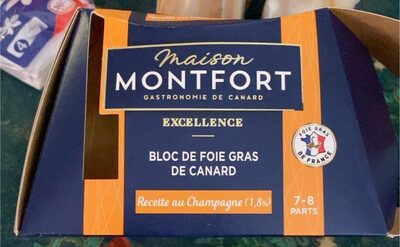 Maison
MONTFORT
GASTRONOMIE DE CANARD
EXCELLENCE
BLOC DE FOIE GRAS
DE CANARD
Recette au Champagne (1,8%)
7-8
PARTS
FOIE GRAS
DE FRANCE